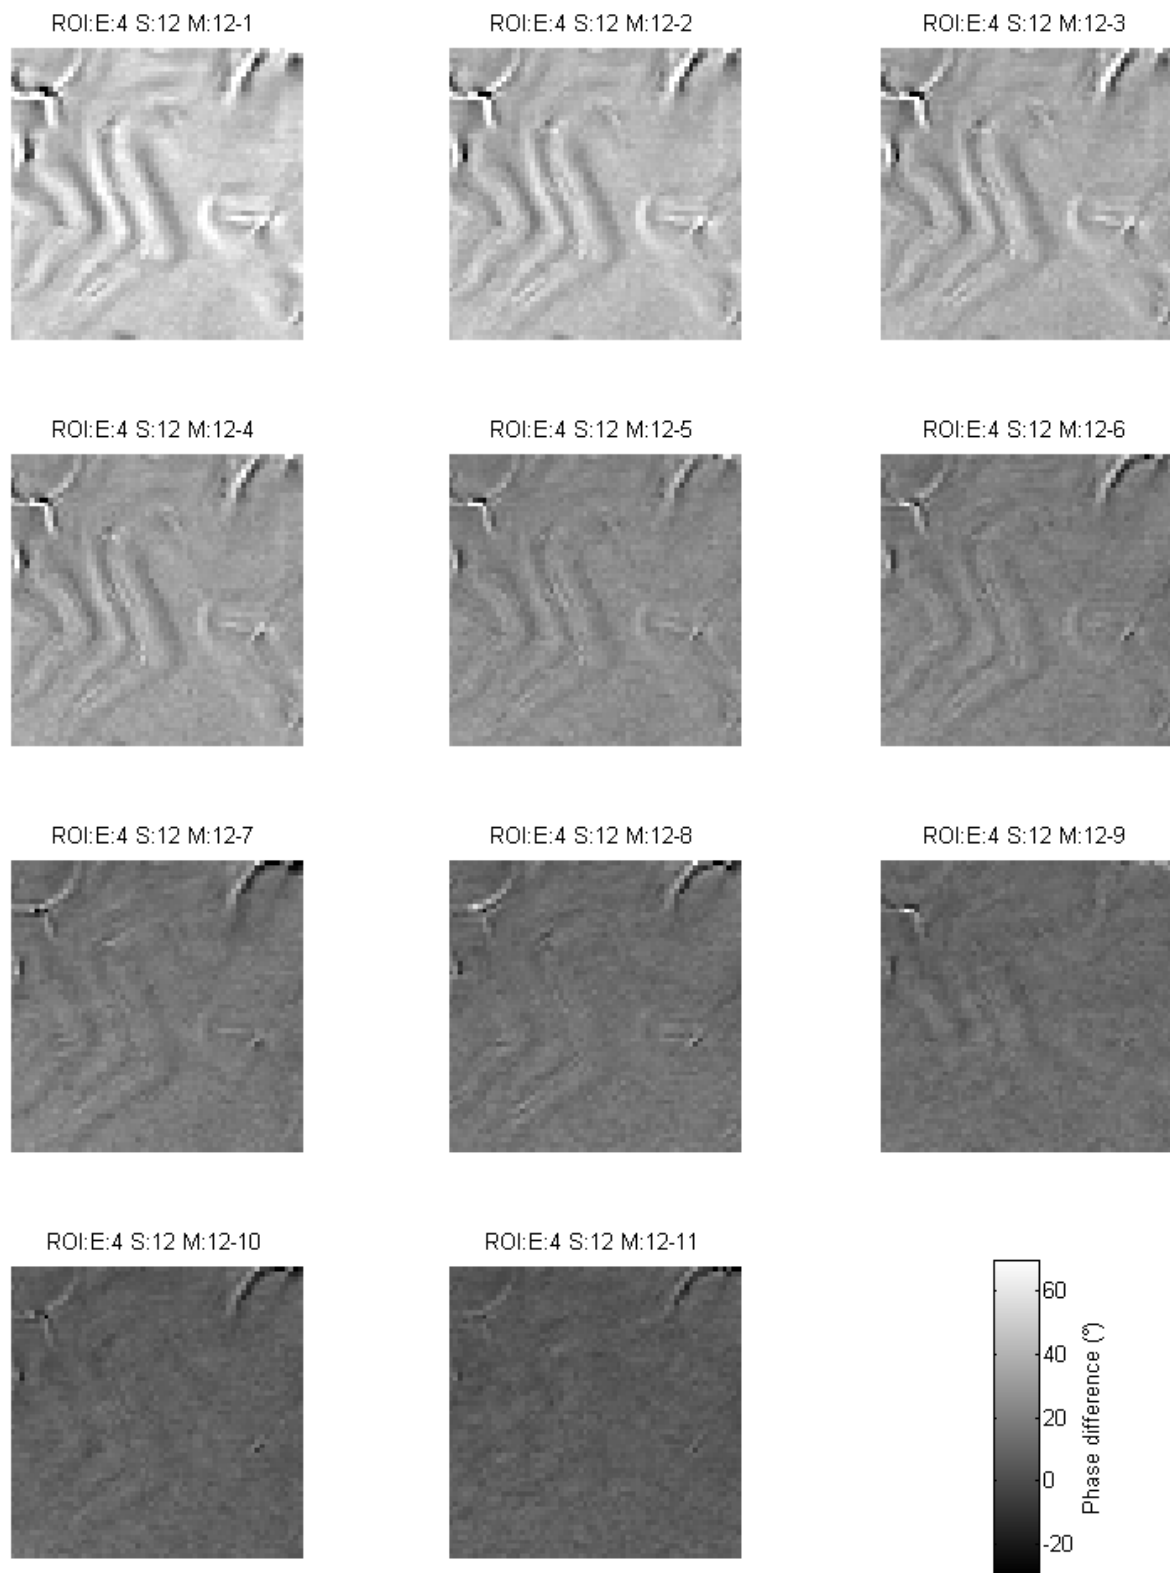 ROI:E:4 S:12 M:12-1
ROI:E:4 S:12 M:12-2
ROI:E:4 S:12 M:12-3
ROI:E:4 S:12 M:12-4
ROI:E:4 S:12 M:12-5
ROI:E:4 S:12 M:12-6
ROI:E:4 S:12 M:12-7
ROI:E:4 S:12 M:12-8
ROI:E:4 S:12 M:12-9
ROI:E:4 S:12 M:12-10
ROI:E:4 S:12 M:12-11
60
40
20
0
-20
Phase difference (°)